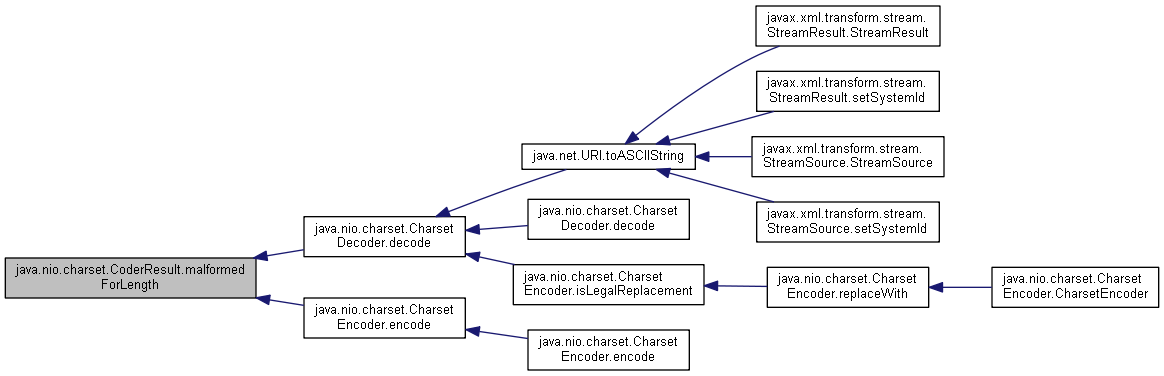 javax.xml.transform.stream.
StreamResult.StreamResult
javax.xml.transform.stream.
StreamResult.setSystemId
java.net.URI.toASCIIString
javax.xml.transform.stream.
StreamSource.StreamSource
javax.xml.transform.stream.
StreamSource.setSystemId
java.nio.charset.Charset
Decoder.decode
java.nio.charset.Charset
Decoder.decode
java.nio.charset.CoderResult.malformed
ForLength
java.nio.charset.Charset
Encoder.isLegalReplacement
java.nio.charset.Charset
Encoder.replaceWith
java.nio.charset.Charset
Encoder.CharsetEncoder
java.nio.charset.Charset
Encoder.encode
java.nio.charset.Charset
Encoder.encode